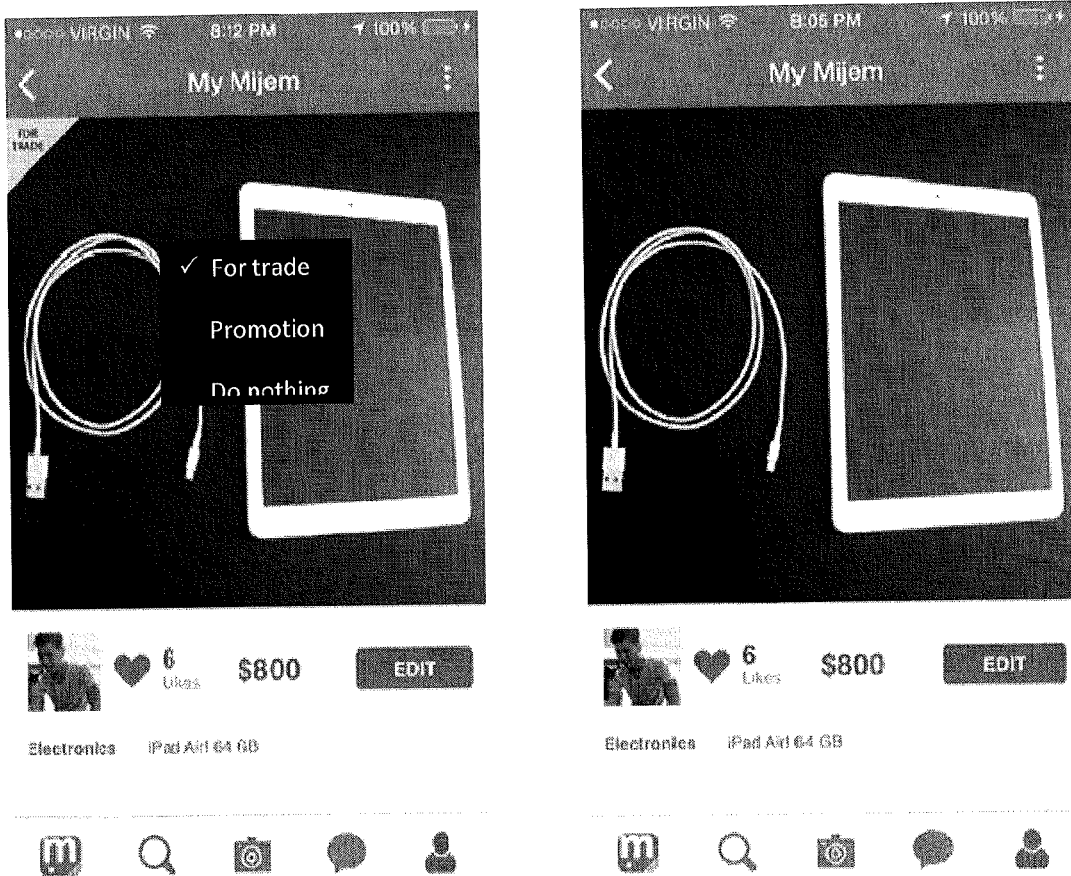 VIRGIN 8:12 PM 100%
My Mijem
FOR
TRADE
✓ For trade
Promotion
Do nothing
6
Likes
$800
EDIT
Electronics iPad Air! 64 GB
m
VIRGIN 8:05 PM 100%
My Mijem
6
Likes
$800
EDIT
Electronics iPad Air! 64 GB
m